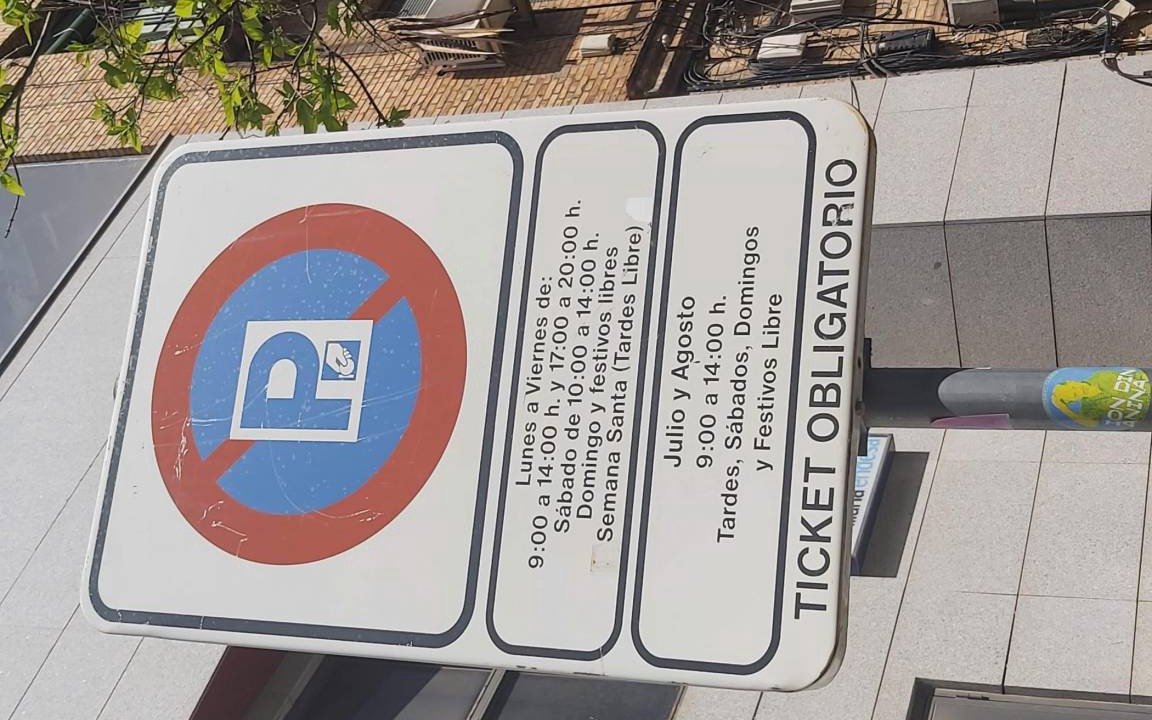 P
Lunes a Viernes de:
9:00 a 14:00 h. y 17:00 a 20:00 h.
Sábado de 10:00 a 14:00 h.
Domingo y festivos libres
Semana Santa (Tardes Libre)
Julio y Agosto
9:00 a 14:00 h.
Tardes, Sábados, Domingos
y Festivos Libre
TICKET OBLIGATORIO